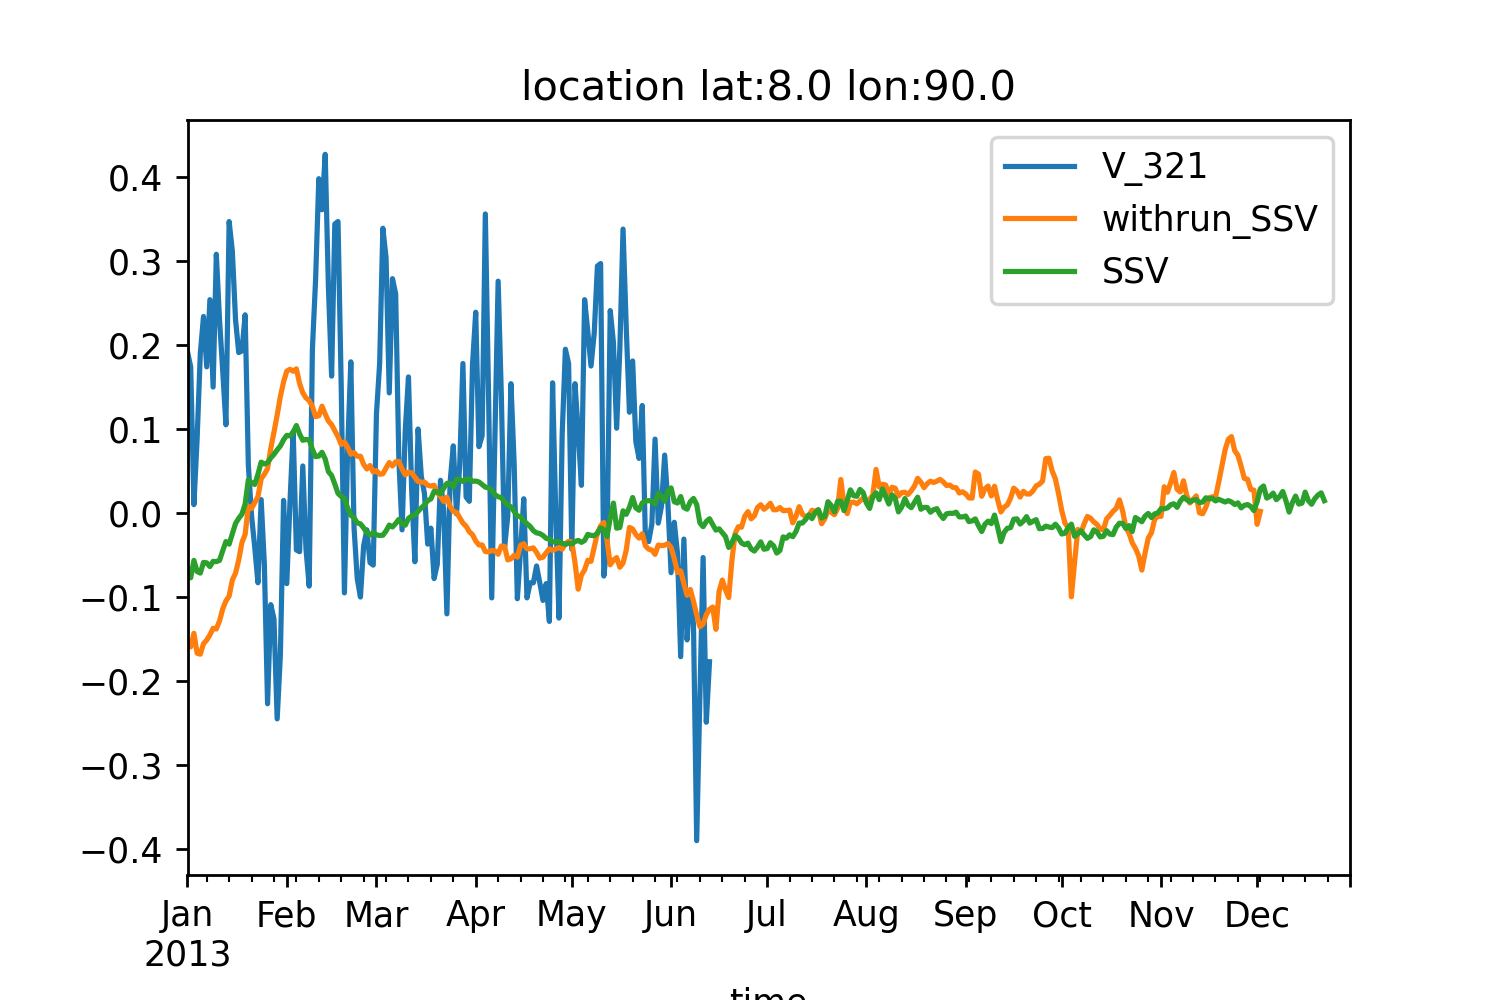 location lat:8.0 lon:90.0
V_321
withrun_SSV
SSV
0.4
0.3
0.2
0.1
0.0
−0.1
−0.2
−0.3
−0.4
Jan Feb Mar Apr May Jun Jul Aug Sep Oct Nov Dec
2013
time